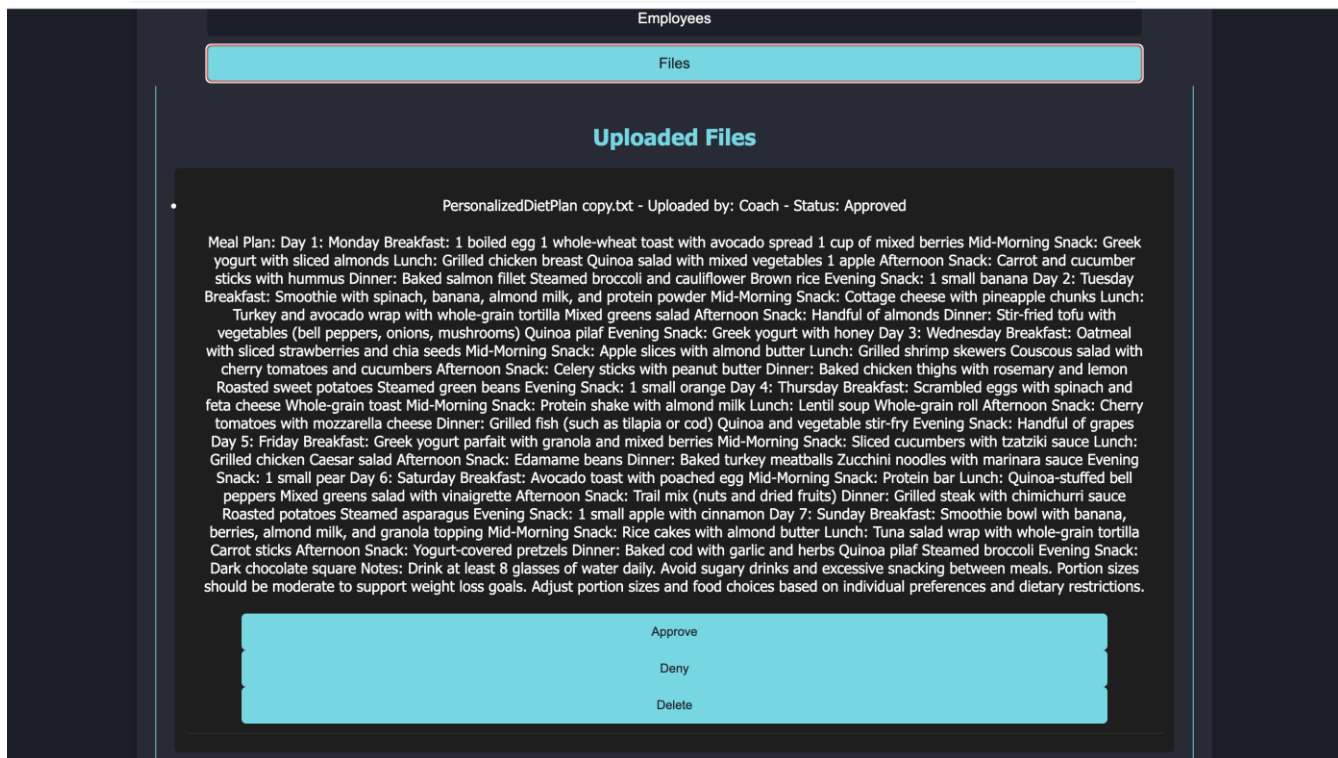 Employees
Files
Uploaded Files
PersonalizedDietPlan copy.txt - Uploaded by: Coach - Status: Approved
Meal Plan: Day 1: Monday Breakfast: 1 boiled egg 1 whole-wheat toast with avocado spread 1 cup of mixed berries Mid-Morning Snack: Greek
yogurt with sliced almonds Lunch: Grilled chicken breast Quinoa salad with mixed vegetables 1 apple Afternoon Snack: Carrot and cucumber
sticks with hummus Dinner: Baked salmon fillet Steamed broccoli and cauliflower Brown rice Evening Snack: 1 small banana Day 2: Tuesday
Breakfast: Smoothie with spinach, banana, almond milk, and protein powder Mid-Morning Snack: Cottage cheese with pineapple chunks Lunch:
Turkey and avocado wrap with whole-grain tortilla Mixed greens salad Afternoon Snack: Handful of almonds Dinner: Stir-fried tofu with
vegetables (bell peppers, onions, mushrooms) Quinoa pilaf Evening Snack: Greek yogurt with honey Day 3: Wednesday Breakfast: Oatmeal
with sliced strawberries and chia seeds Mid-Morning Snack: Apple slices with almond butter Lunch: Grilled shrimp skewers Couscous salad with
cherry tomatoes and cucumbers Afternoon Snack: Celery sticks with peanut butter Dinner: Baked chicken thighs with rosemary and lemon
Roasted sweet potatoes Steamed green beans Evening Snack: 1 small orange Day 4: Thursday Breakfast: Scrambled eggs with spinach and
feta cheese Whole-grain toast Mid-Morning Snack: Protein shake with almond milk Lunch: Lentil soup Whole-grain roll Afternoon Snack: Cherry
tomatoes with mozzarella cheese Dinner: Grilled fish (such as tilapia or cod) Quinoa and vegetable stir-fry Evening Snack: Handful of grapes
Day 5: Friday Breakfast: Greek yogurt parfait with granola and mixed berries Mid-Morning Snack: Sliced cucumbers with tzatziki sauce Lunch:
Grilled chicken Caesar salad Afternoon Snack: Edamame beans Dinner: Baked turkey meatballs Zucchini noodles with marinara sauce Evening
Snack: 1 small pear Day 6: Saturday Breakfast: Avocado toast with poached egg Mid-Morning Snack: Protein bar Lunch: Quinoa-stuffed bell
peppers Mixed greens salad with vinaigrette Afternoon Snack: Trail mix (nuts and dried fruits) Dinner: Grilled steak with chimichurri sauce
Roasted potatoes Steamed asparagus Evening Snack: 1 small apple with cinnamon Day 7: Sunday Breakfast: Smoothie bowl with banana,
berries, almond milk, and granola topping Mid-Morning Snack: Rice cakes with almond butter Lunch: Tuna salad wrap with whole-grain tortilla
Carrot sticks Afternoon Snack: Yogurt-covered pretzels Dinner: Baked cod with garlic and herbs Quinoa pilaf Steamed broccoli Evening Snack:
Dark chocolate square Notes: Drink at least 8 glasses of water daily. Avoid sugary drinks and excessive snacking between meals. Portion sizes
should be moderate to support weight loss goals. Adjust portion sizes and food choices based on individual preferences and dietary restrictions.
Approve
Deny
Delete